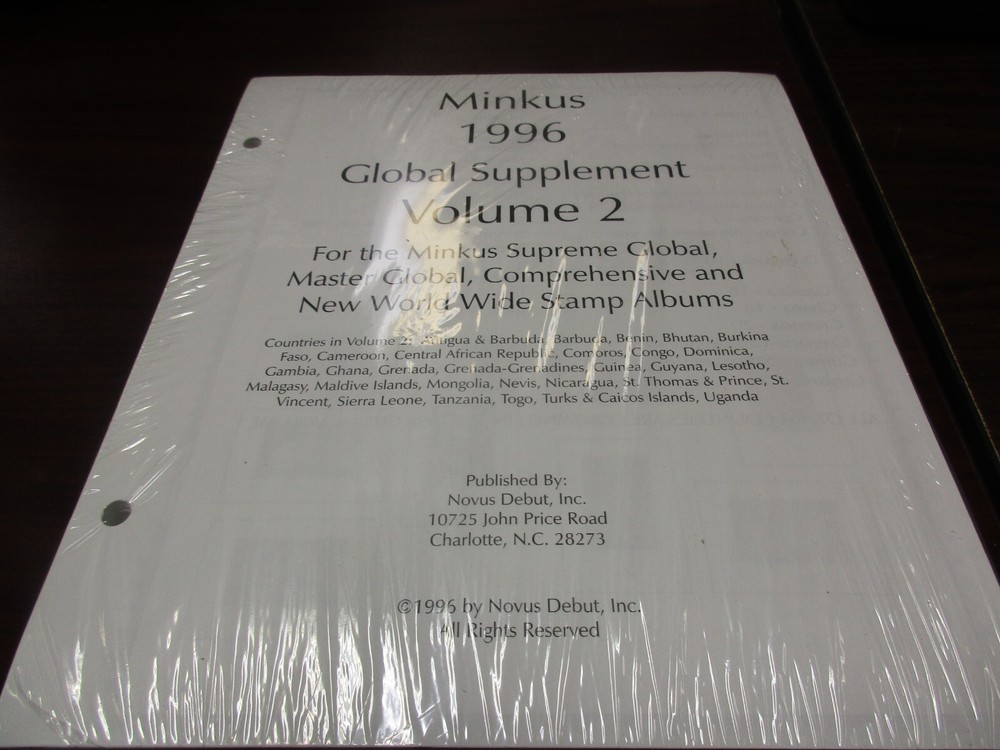 Minkus
1996
Global Supplement
Volume 2
For the Minkus Supreme Global,
Master Global, Comprehensive and
New World Wide Stamp Albums
Countries in Volume 2: Antigua & Barbuda, Barbuda, Benin, Bhutan, Burkina
Faso, Cameroon, Central African Republic, Comoros, Congo, Dominica,
Gambia, Ghana, Grenada, Grenada-Grenadines, Guinea, Guyana, Lesotho,
Malagasy, Maldive Islands, Mongolia, Nevis, Nicaragua, St. Thomas & Prince, St.
Vincent, Sierra Leone, Tanzania, Togo, Turks & Caicos Islands, Uganda
Published By:
Novus Debut, Inc.
10725 John Price Road
Charlotte, N.C. 28273
©1996 by Novus Debut, Inc.
All Rights Reserved